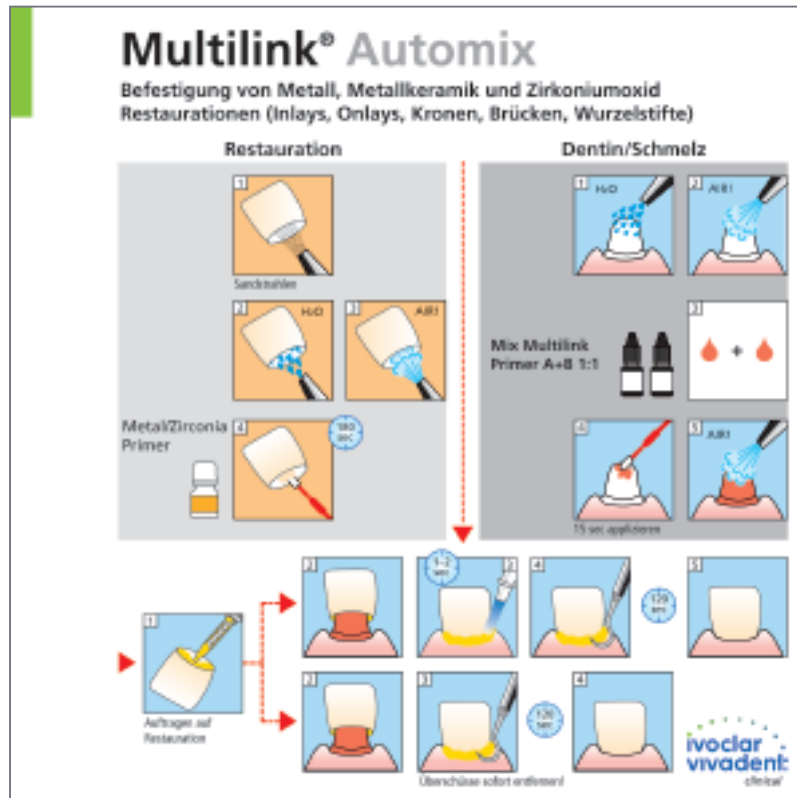 Multilink® Automix
Befestigung von Metall, Metallkeramik und Zirkoniumoxid
Restaurationen (Inlays, Onlays, Kronen, Brücken, Wurzelstifte)
Restauration
1
Sandstrahlen
2 H₂O
3 AIR!
Metal/Zirconia
Primer
4
180
sec
Dentin/Schmelz
1 H₂O
2 AIR!
Mix Multilink
Primer A+B 1:1
3
+
4
15 sec applizieren
5 AIR!
1
Auftragen auf
Restauration
2
1-2
sec
3
4
120
sec
5
2
3
Überschüsse sofort entfernen!
120
sec
4
ivoclar
vivadent:
clinical